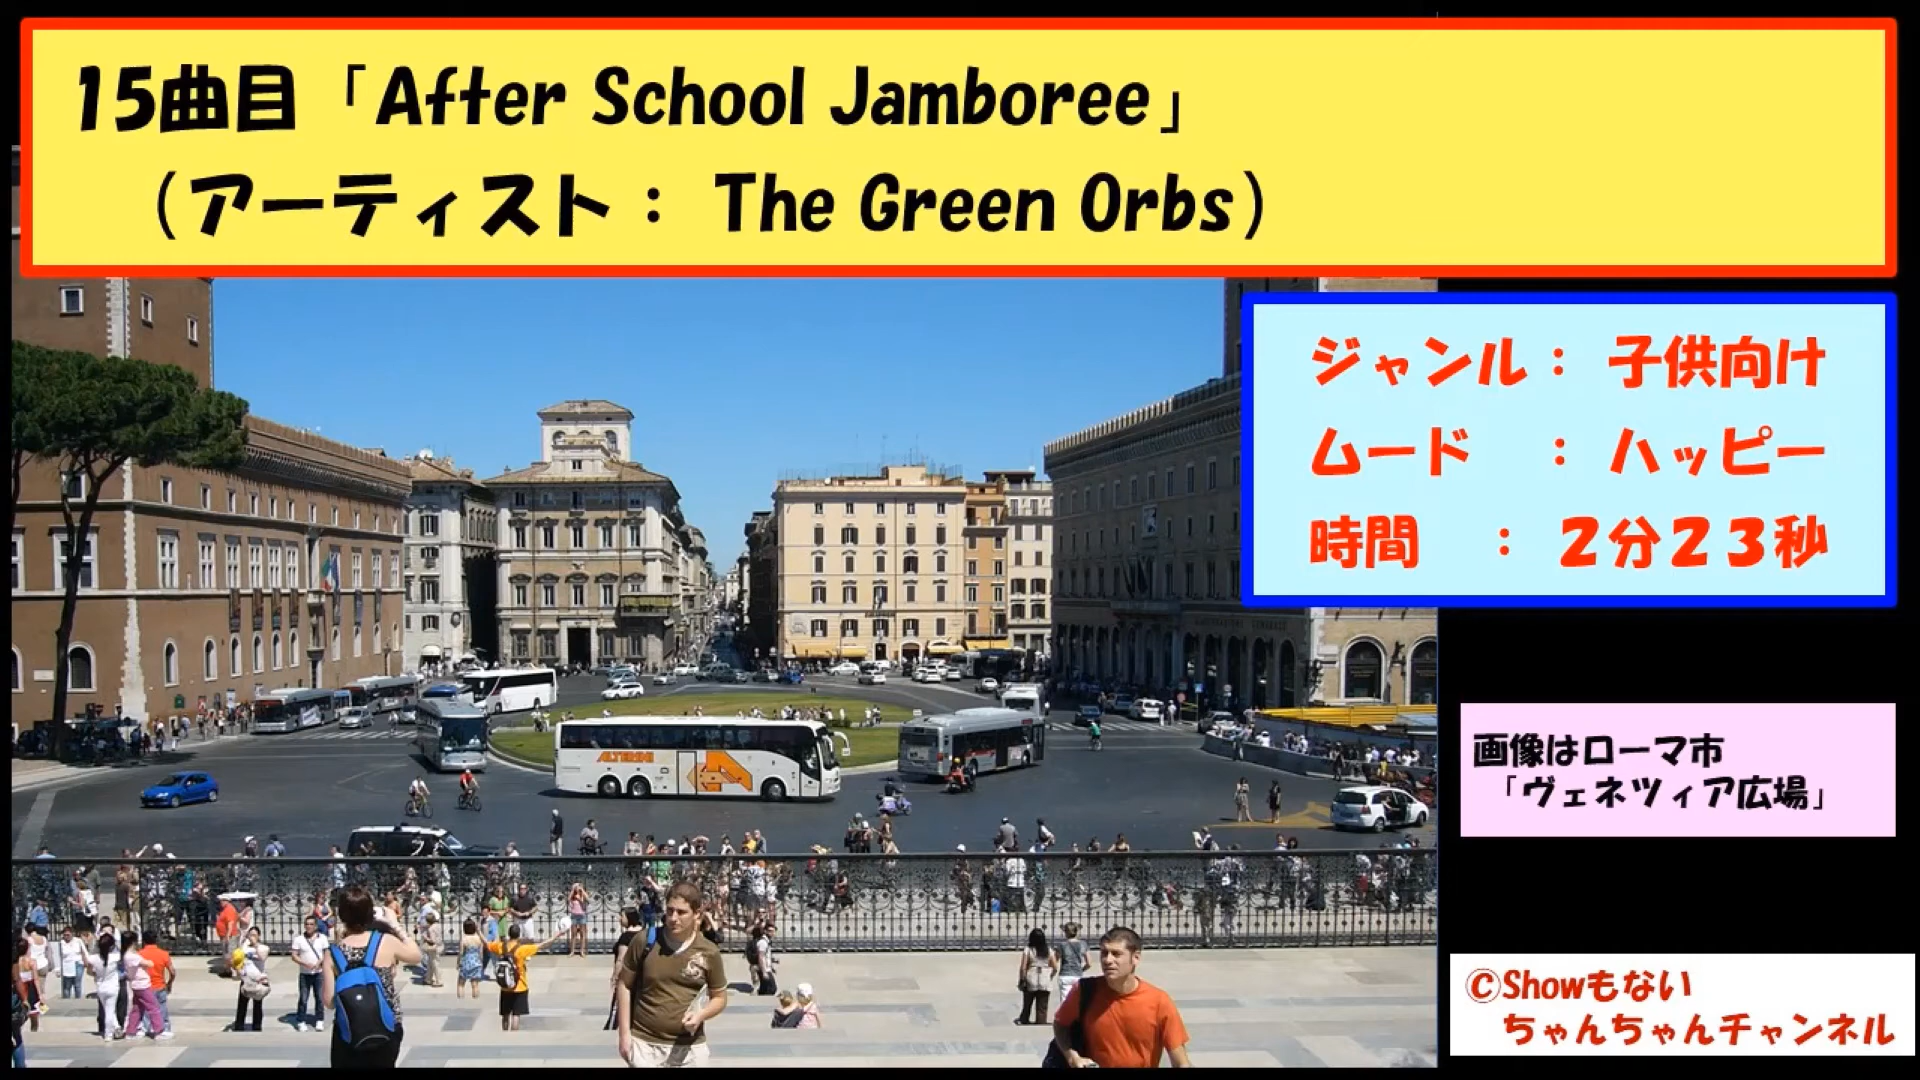 15曲目「After School Jamboree」
（アーティスト： The Green Orbs）
ジャンル： 子供向け
ムード ： ハッピー
時間 ： ２分２３秒
画像はローマ市
「ヴェネツィア広場」
©Showもない
ちゃんちゃんチャンネル